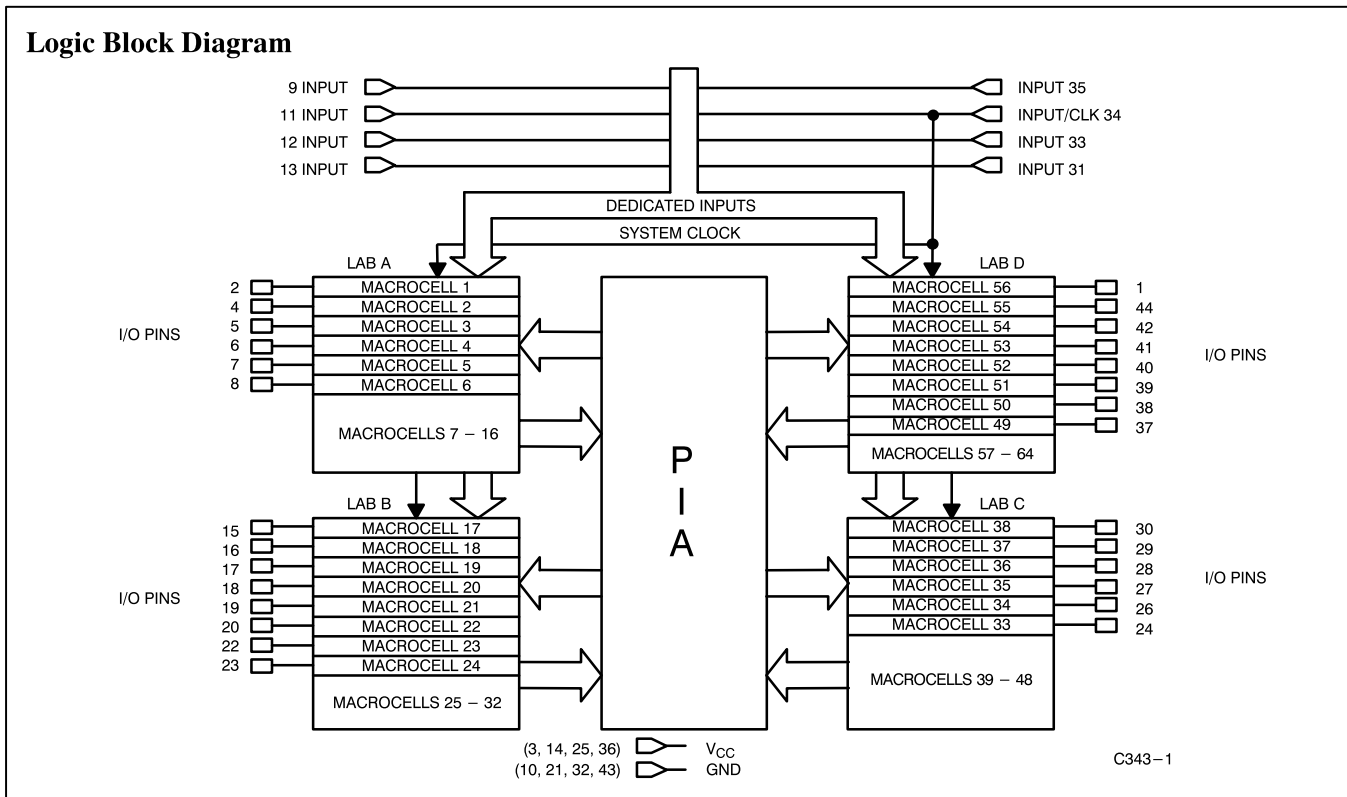 Logic Block Diagram
9 INPUT
11 INPUT
12 INPUT
13 INPUT
INPUT 35
INPUT/CLK 34
INPUT 33
INPUT 31
DEDICATED INPUTS
SYSTEM CLOCK
LAB A
I/O PINS
2
4
5
6
7
8
MACROCELL 1
MACROCELL 2
MACROCELL 3
MACROCELL 4
MACROCELL 5
MACROCELL 6
MACROCELLS 7 – 16
LAB B
I/O PINS
15
16
17
18
19
20
22
23
MACROCELL 17
MACROCELL 18
MACROCELL 19
MACROCELL 20
MACROCELL 21
MACROCELL 22
MACROCELL 23
MACROCELL 24
MACROCELLS 25 – 32
P
I
A
LAB D
MACROCELL 56
MACROCELL 55
MACROCELL 54
MACROCELL 53
MACROCELL 52
MACROCELL 51
MACROCELL 50
MACROCELL 49
MACROCELLS 57 – 64
1
44
42
41
40
39
38
37
I/O PINS
LAB C
MACROCELL 38
MACROCELL 37
MACROCELL 36
MACROCELL 35
MACROCELL 34
MACROCELL 33
MACROCELLS 39 – 48
30
29
28
27
26
24
I/O PINS
(3, 14, 25, 36) VCC
(10, 21, 32, 43) GND
C343–1